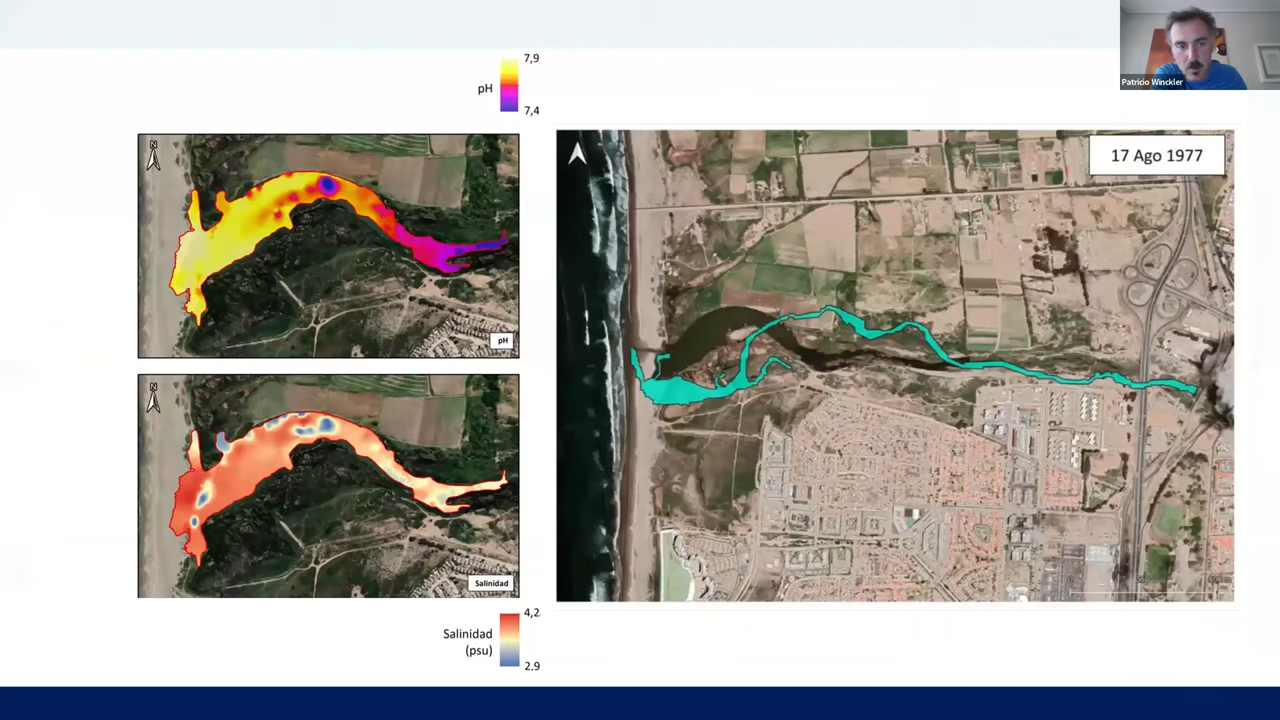 Patricio Winckler
pH
7,9
7,4
N
pH
17 Ago 1977
N
Salinidad
Salinidad
(psu)
4,2
2,9